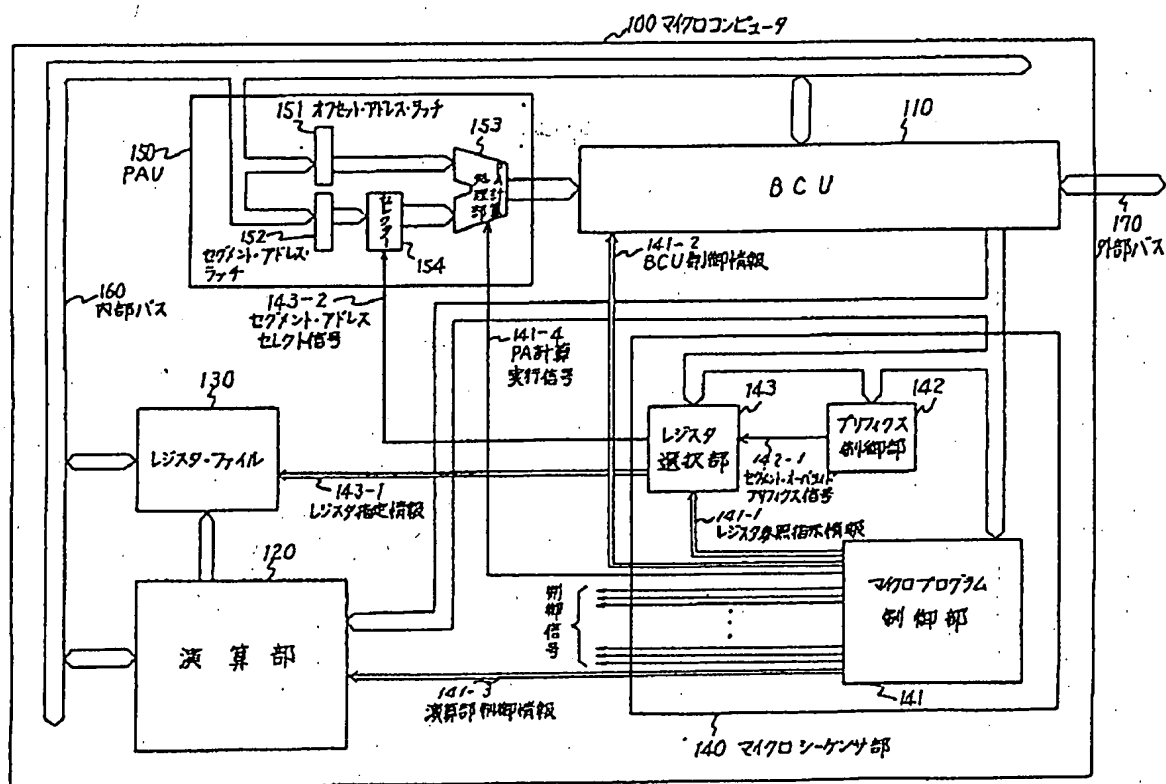 100 マイクロコンピュータ
151 オフセット・アドレス・ラッチ
153
110
150
PAU
PA計算
処理部
BCU
セレクター
152
セグメント・アドレス・
ラッチ
154
170
外部バス
141-2
BCU制御情報
160
内部バス
143-2
セグメント・アドレス
セレクト信号
141-4
PA計算
実行信号
130
レジスタ・ファイル
143
レジスタ
選択部
142
プリフィクス
制御部
142-1
セグメント・オーバライド
プリフィクス信号
143-1
レジスタ指定情報
141-1
レジスタ参照指示情報
120
演算部
制御信号
マイクロプログラム
制御部
141-3
演算部制御情報
141
140 マイクロシーケンサ部